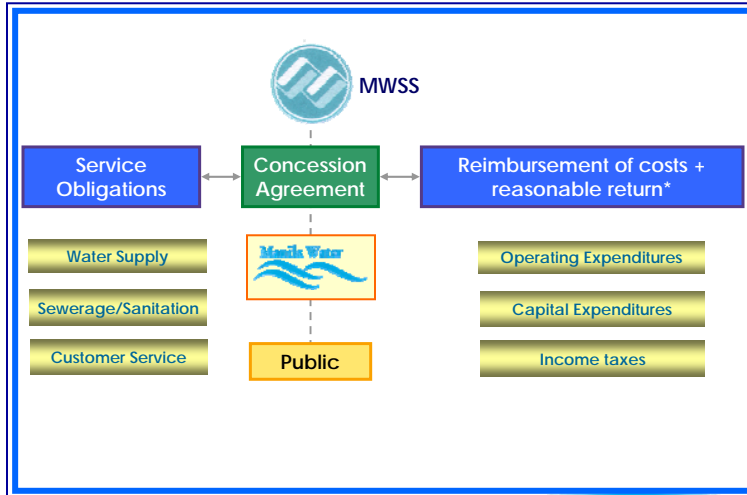 MWSS
Service
Obligations
Concession
Agreement
Reimbursement of costs +
reasonable return*
Water Supply
Sewerage/Sanitation
Customer Service
Manila Water
Public
Operating Expenditures
Capital Expenditures
Income taxes